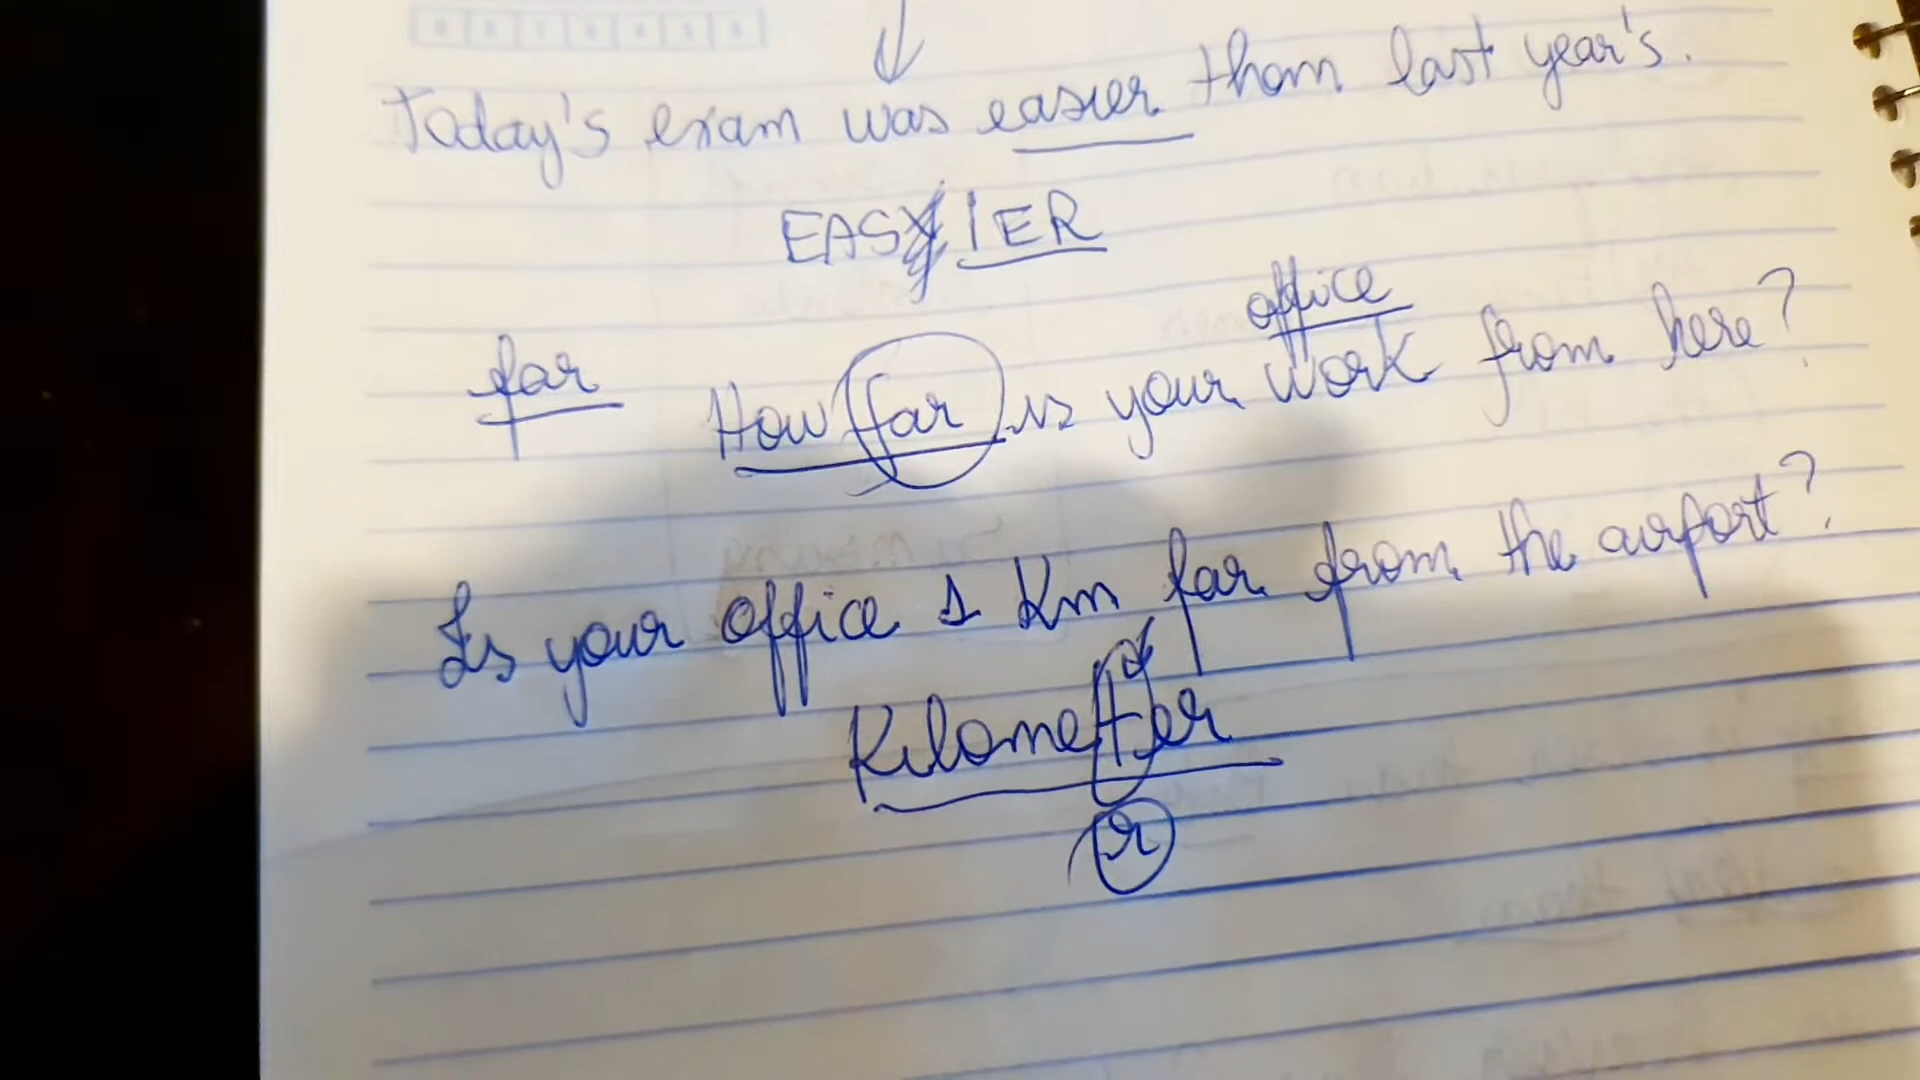 Today's exam was easier than last year's.
EASYIER
office
far How far is your work from here?
Is your office 1 Km far from the airport?
Kilometer
r